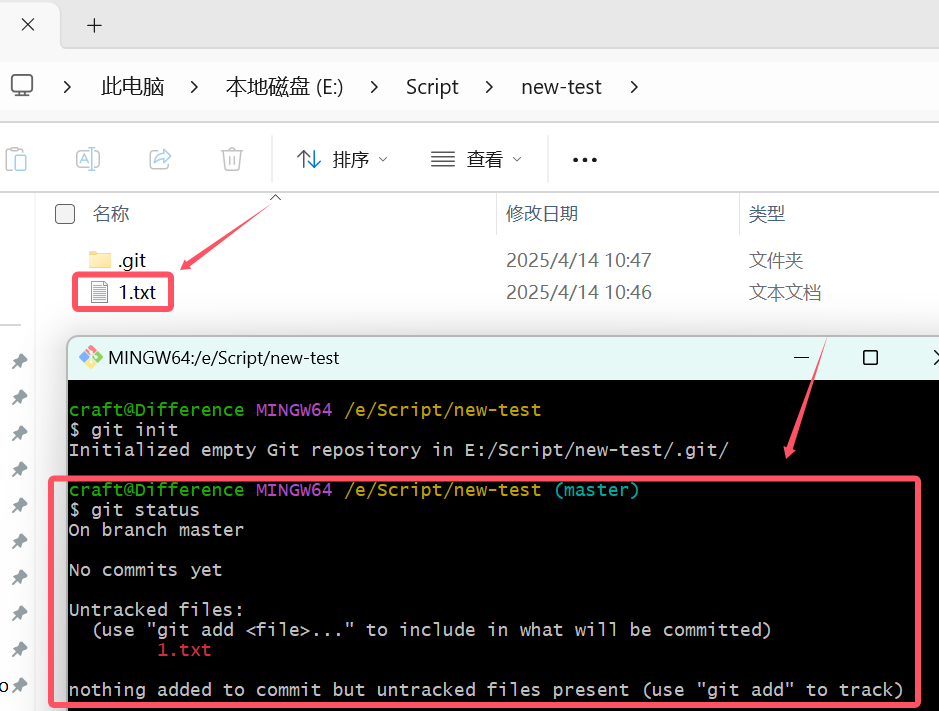 此电脑 本地磁盘 (E:) Script new-test
排序 查看
名称 修改日期 类型
.git 2025/4/14 10:47 文件夹
1.txt 2025/4/14 10:46 文本文档
MINGW64:/e/Script/new-test
craft@Difference MINGW64 /e/Script/new-test
$ git init
Initialized empty Git repository in E:/Script/new-test/.git/
craft@Difference MINGW64 /e/Script/new-test (master)
$ git status
On branch master
No commits yet
Untracked files:
(use "git add <file>..." to include in what will be committed)
1.txt
o
nothing added to commit but untracked files present (use "git add" to track)